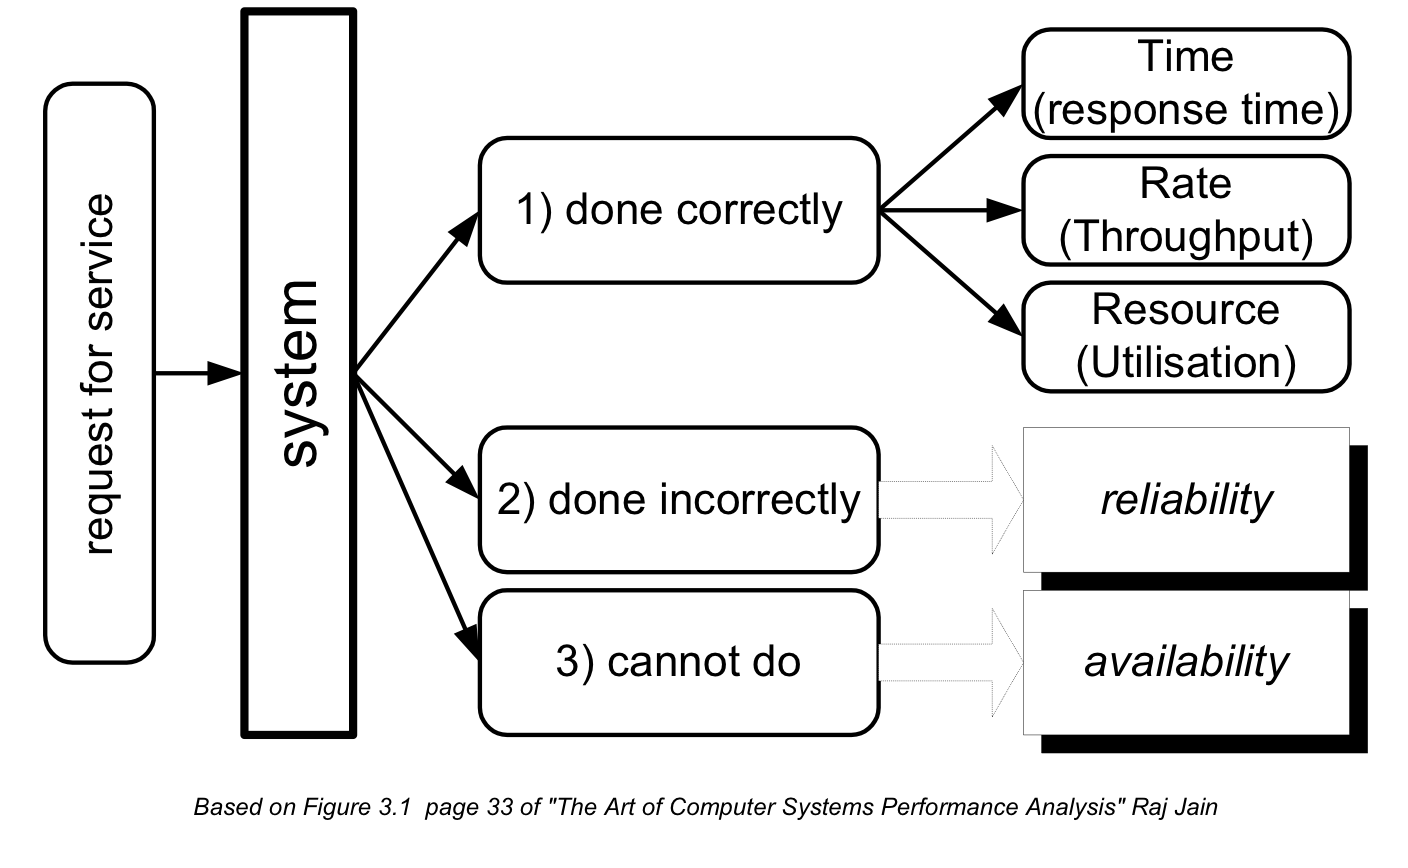 request for service
system
1) done correctly
Time
(response time)
Rate
(Throughput)
Resource
(Utilisation)
2) done incorrectly
reliability
3) cannot do
availability
Based on Figure 3.1  page 33 of "The Art of Computer Systems Performance Analysis" Raj Jain